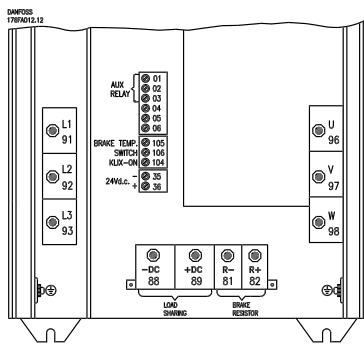 DANFOSS
176FA012.12
AUX
RELAY
01
02
03
04
05
06
BRAKE TEMP. 105
SWITCH 106
KLIX-ON 104
24Vd.c. - 35
+ 36
L1
91
L2
92
L3
93
U
96
V
97
W
98
-DC
88
+DC
89
R-
81
R+
82
LOAD
SHARING
BRAKE
RESISTOR